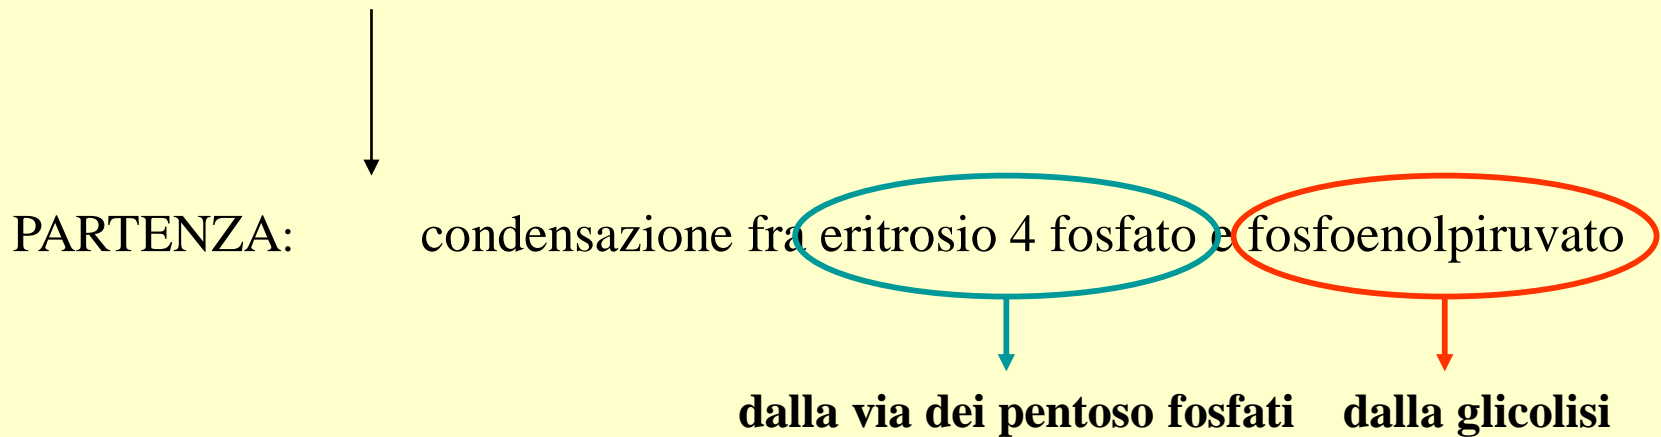 PARTENZA: condensazione fra eritrosio 4 fosfato e fosfoenolpiruvato
dalla via dei pentoso fosfati dalla glicolisi